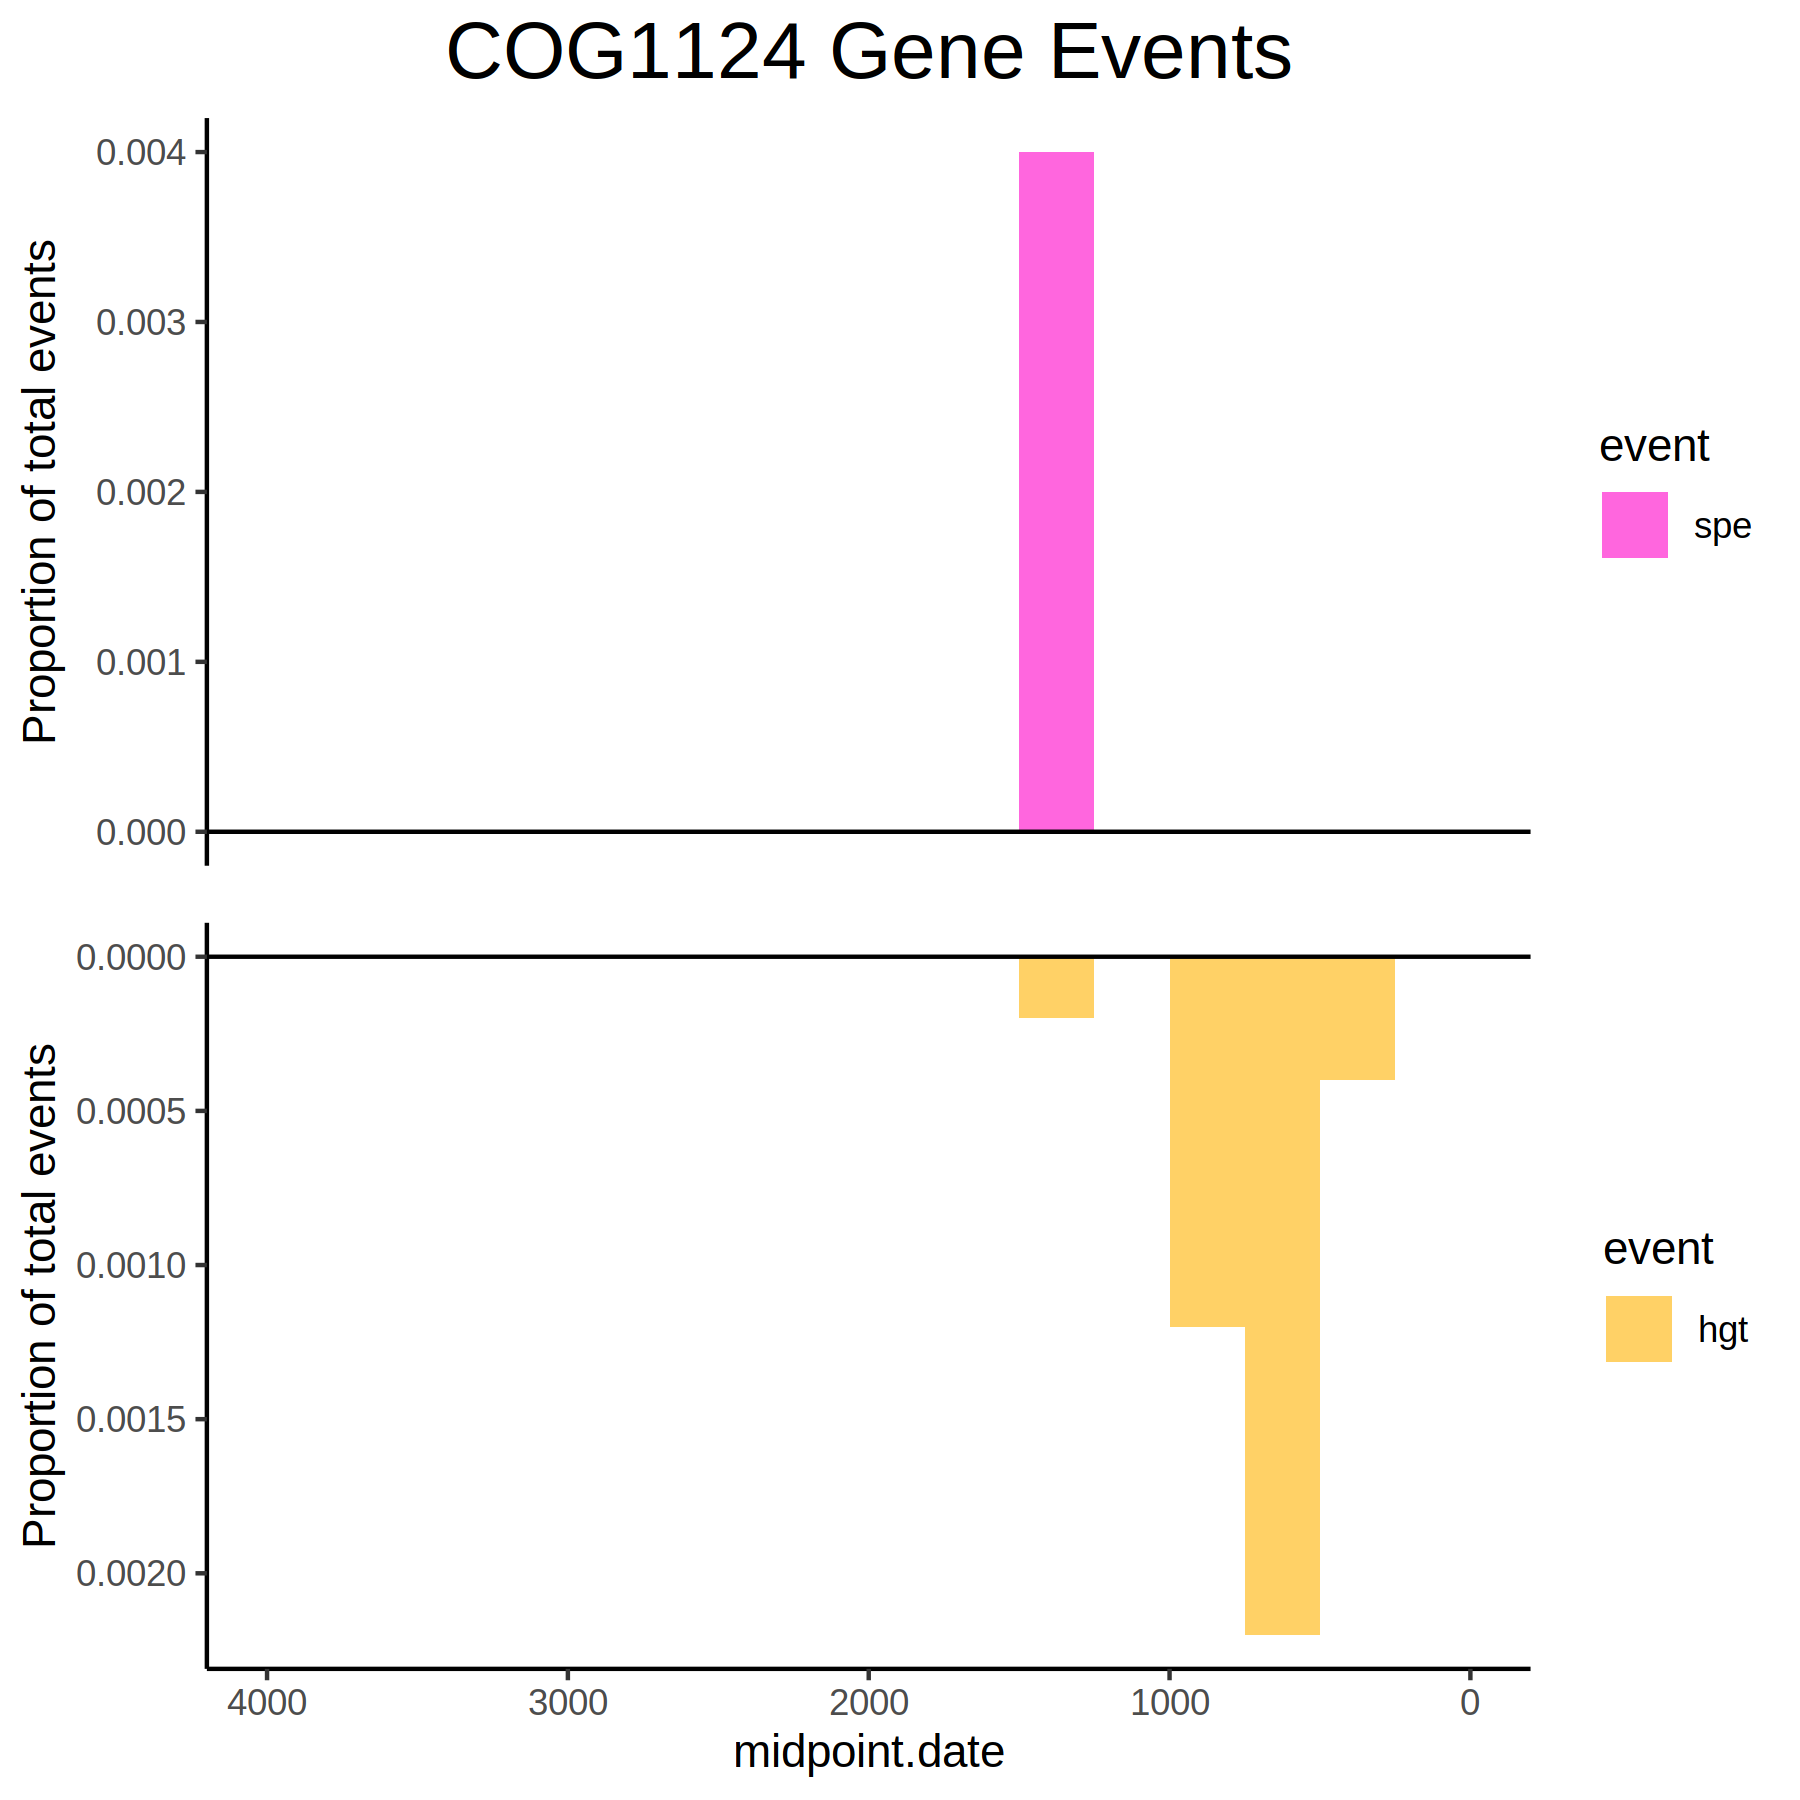 COG1124 Gene Events
Proportion of total events
0.004
0.003
0.002
0.001
0.000
event
spe
Proportion of total events
0.0000
0.0005
0.0010
0.0015
0.0020
event
hgt
4000 3000 2000 1000 0
midpoint.date